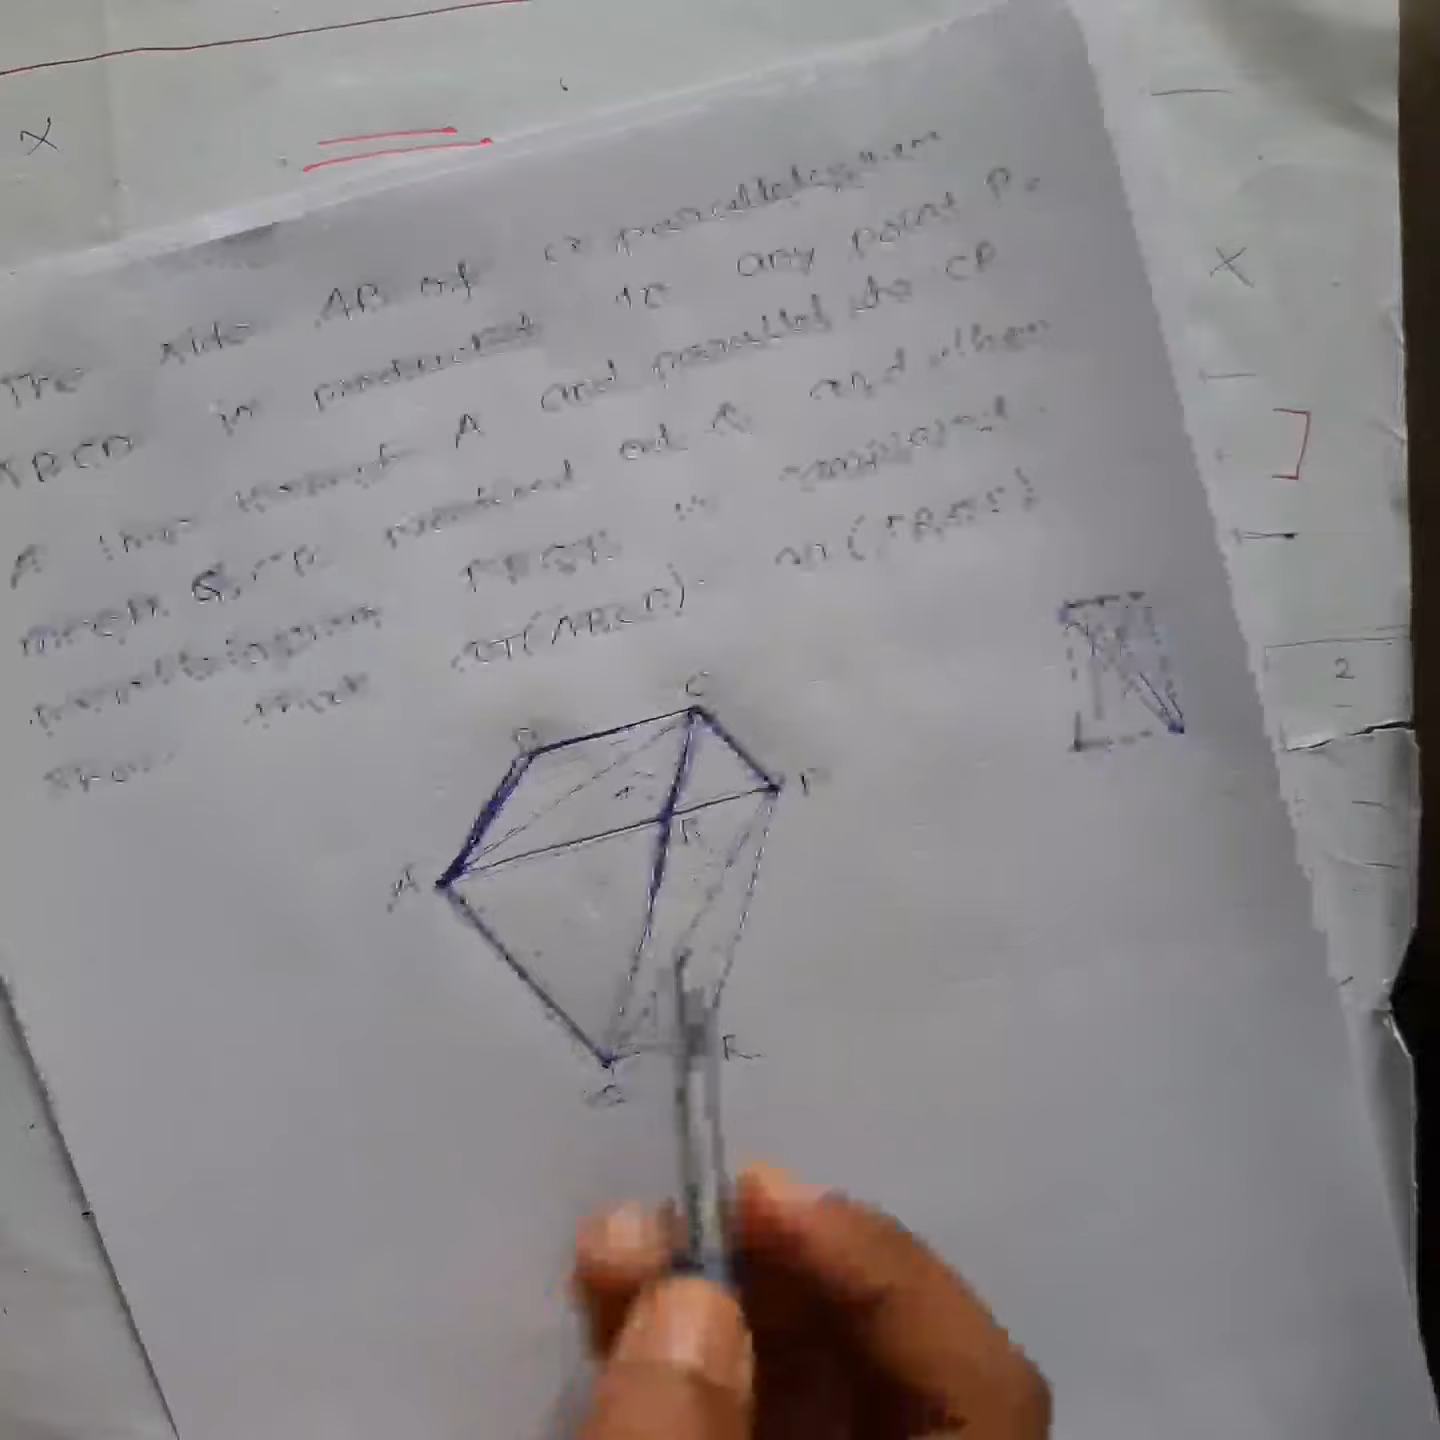 The side AB of a parallelogram
ABCD is produced to any point P.
A line through A and parallel to CP
meets Q, CB produced at Q and then
parallelogram PBQR is completed.
Show that ar(ABCD) = ar(PBQR)
D
C
P
B
A
R
Q
X
X
2